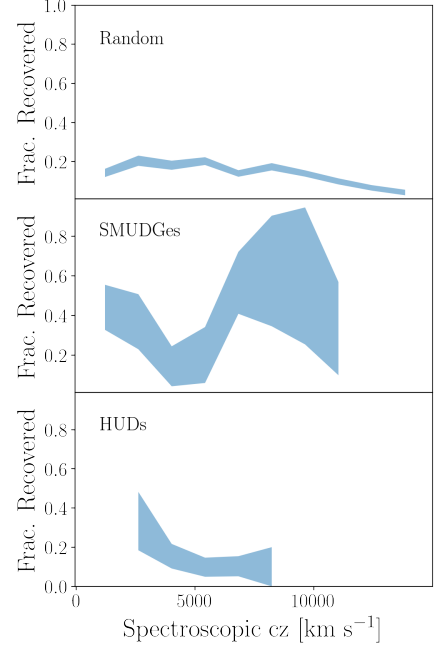 1.0
0.8
0.6
0.4
0.2
Frac. Recovered
Random
0.8
0.6
0.4
0.2
Frac. Recovered
SMUDGes
0.8
0.6
0.4
0.2
0.0
Frac. Recovered
HUDs
0 5000 10000
Spectroscopic cz [km s⁻¹]